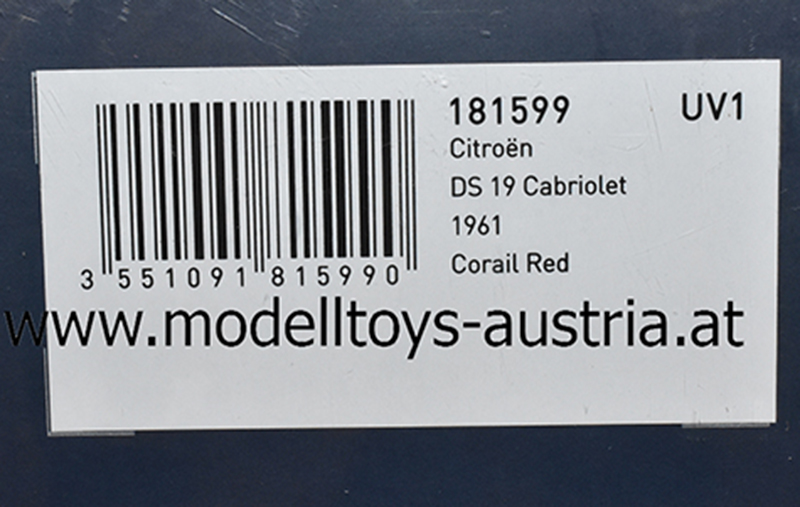 181599 UV1
Citroën
DS 19 Cabriolet
1961
Corail Red
3 551091 815990
www.modelltoys-austria.at